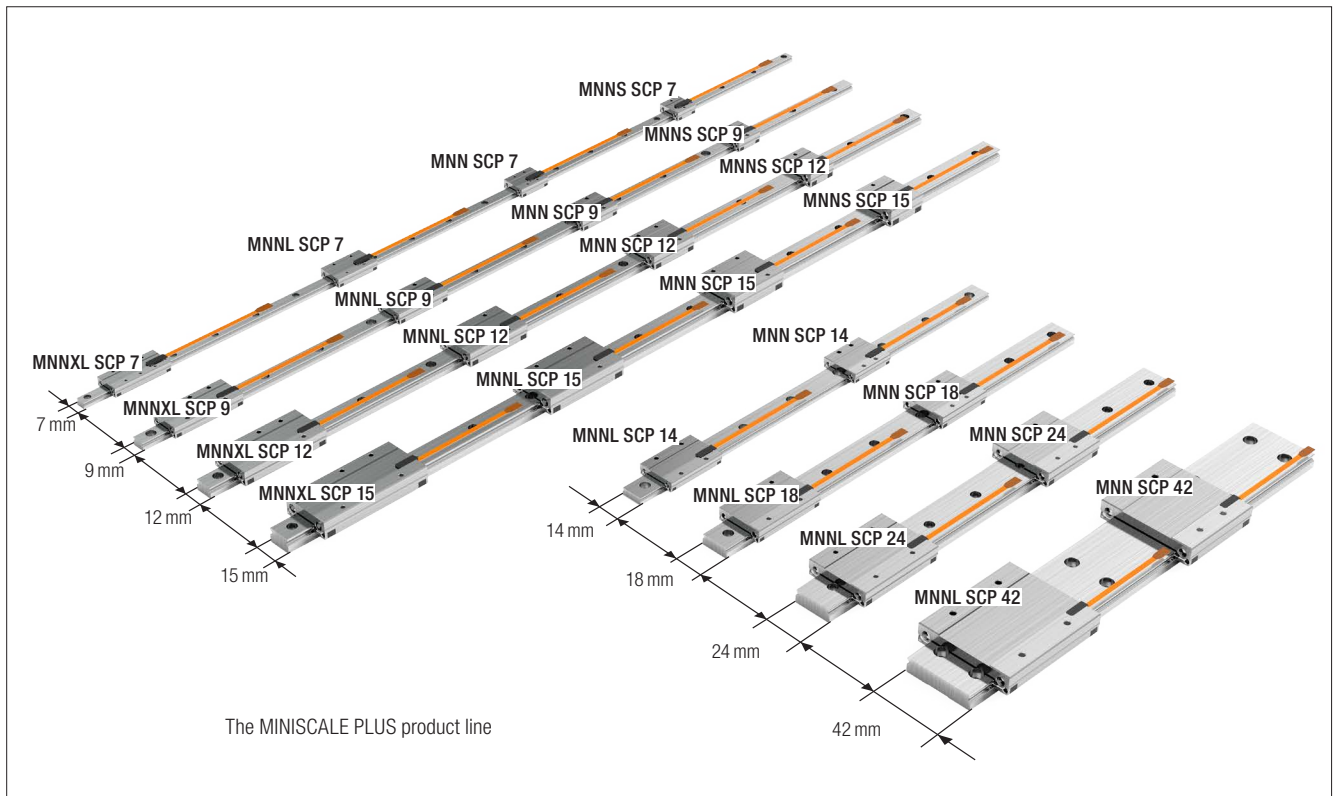 MNNS SCP 7
MNN SCP 7
MNNL SCP 7
MNNXL SCP 7
7 mm
MNNS SCP 9
MNN SCP 9
MNNL SCP 9
MNNXL SCP 9
9 mm
MNNS SCP 12
MNN SCP 12
MNNL SCP 12
MNNXL SCP 12
12 mm
MNNS SCP 15
MNN SCP 15
MNNL SCP 15
MNNXL SCP 15
15 mm
MNN SCP 14
MNNL SCP 14
14 mm
MNN SCP 18
MNNL SCP 18
18 mm
MNN SCP 24
MNNL SCP 24
24 mm
MNN SCP 42
MNNL SCP 42
42 mm
The MINISCALE PLUS product line